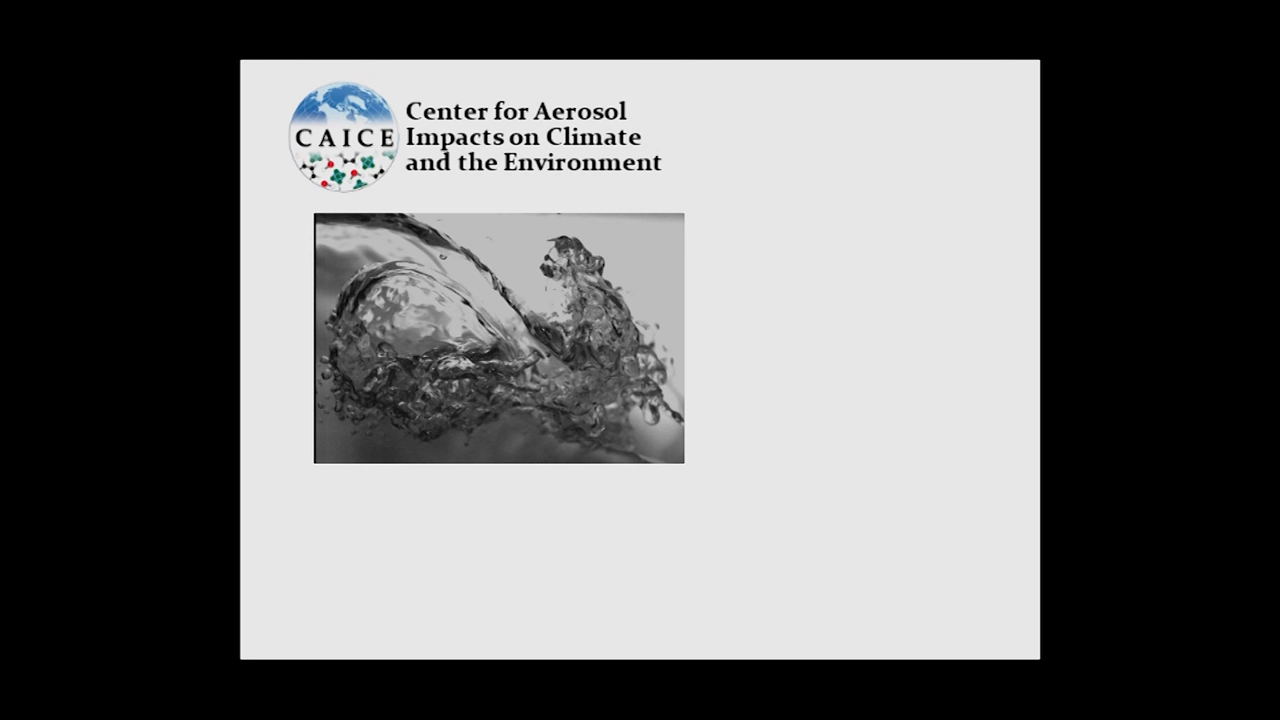 CAICE
Center for Aerosol
Impacts on Climate
and the Environment